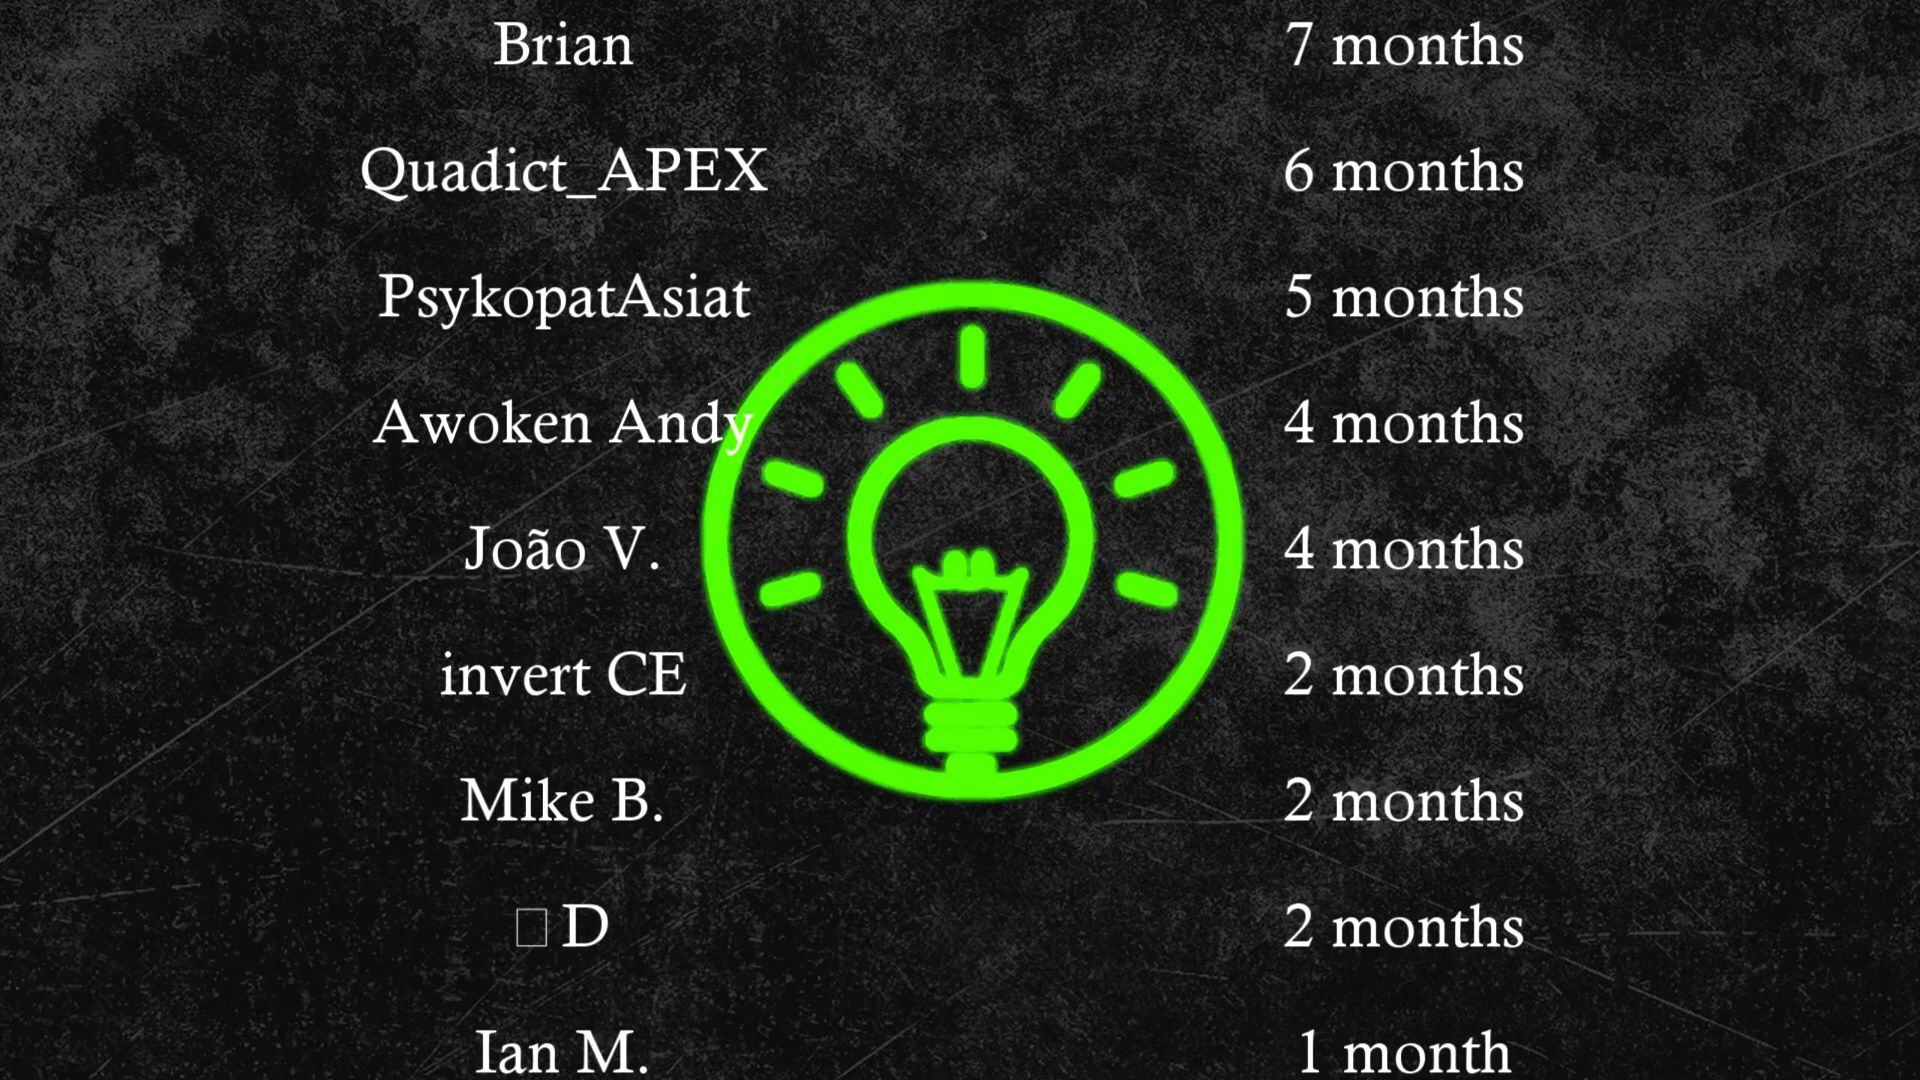 Brian 7 months
Quadict_APEX 6 months
PsykopatAsiat 5 months
Awoken Andy 4 months
João V. 4 months
invert CE 2 months
Mike B. 2 months
□ D 2 months
Ian M. 1 month